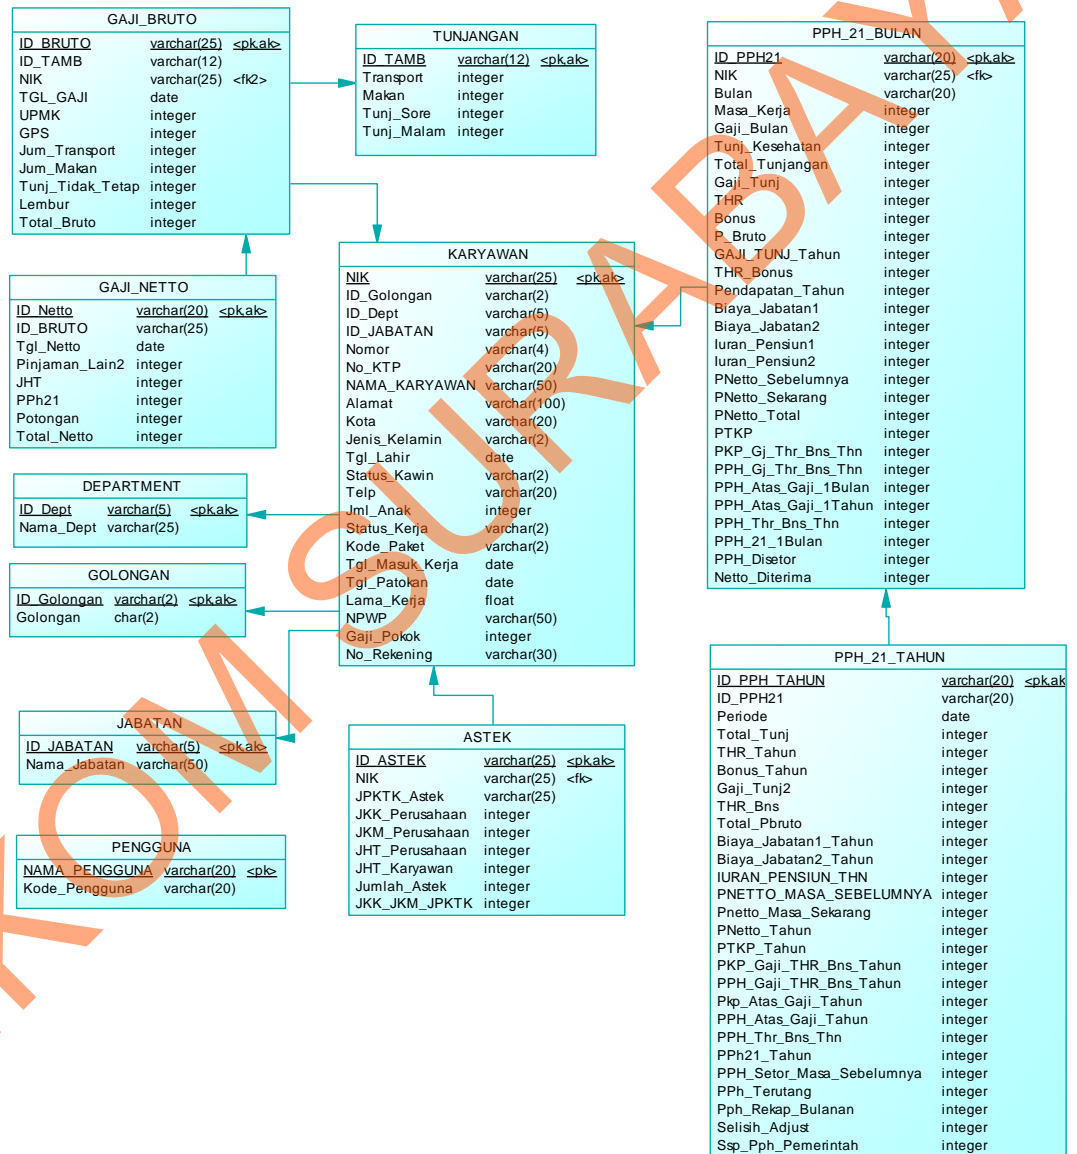 GAJI_BRUTO
ID_BRUTO varchar(25) <pk,ak>
ID_TAMB varchar(12)
NIK varchar(25) <fk2>
TGL_GAJI date
UPMK integer
GPS integer
Jum_Transport integer
Jum_Makan integer
Tunj_Tidak_Tetap integer
Lembur integer
Total_Bruto integer
TUNJANGAN
ID_TAMB varchar(12) <pk,ak>
Transport integer
Makan integer
Tunj_Sore integer
Tunj_Malam integer
PPH_21_BULAN
ID_PPH21 varchar(20) <pk,ak>
NIK varchar(25) <fk>
Bulan varchar(20)
Masa_Kerja integer
Gaji_Bulan integer
Tunj_Kesehatan integer
Total_Tunjangan integer
Gaji_Tunj integer
THR integer
Bonus integer
P_Bruto integer
GAJI_TUNJ_Tahun integer
THR_Bonus integer
Pendapatan_Tahun integer
Biaya_Jabatan1 integer
Biaya_Jabatan2 integer
Iuran_Pensiun1 integer
Iuran_Pensiun2 integer
PNetto_Sebelumnya integer
PNetto_Sekarang integer
PNetto_Total integer
PTKP integer
PKP_Gj_Thr_Bns_Thn integer
PPH_Gj_Thr_Bns_Thn integer
PPH_Atas_Gaji_1Bulan integer
PPH_Atas_Gaji_1Tahun integer
PPH_Thr_Bns_Thn integer
PPH_21_1Bulan integer
PPH_Disetor integer
Netto_Diterima integer
KARYAWAN
NIK varchar(25) <pk,ak>
ID_Golongan varchar(2)
ID_Dept varchar(5)
ID_JABATAN varchar(5)
Nomor varchar(4)
No_KTP varchar(20)
NAMA_KARYAWAN varchar(50)
Alamat varchar(100)
Kota varchar(20)
Jenis_Kelamin varchar(2)
Tgl_Lahir date
Status_Kawin varchar(2)
Telp varchar(20)
Jml_Anak integer
Status_Kerja varchar(2)
Kode_Paket varchar(2)
Tgl_Masuk_Kerja date
Tgl_Patokan date
Lama_Kerja float
NPWP varchar(50)
Gaji_Pokok integer
No_Rekening varchar(30)
GAJI_NETTO
ID_Netto varchar(20) <pk,ak>
ID_BRUTO varchar(25)
Tgl_Netto date
Pinjaman_Lain2 integer
JHT integer
PPh21 integer
Potongan integer
Total_Netto integer
DEPARTMENT
ID_Dept varchar(5) <pk,ak>
Nama_Dept varchar(25)
GOLONGAN
ID_Golongan varchar(2) <pk,ak>
Golongan char(2)
JABATAN
ID_JABATAN varchar(5) <pk,ak>
Nama_Jabatan varchar(50)
PENGGUNA
NAMA_PENGGUNA varchar(20) <pk>
Kode_Pengguna varchar(20)
ASTEK
ID_ASTEK varchar(25) <pk,ak>
NIK varchar(25) <fk>
JPKTK_Astek varchar(25)
JKK_Perusahaan integer
JKM_Perusahaan integer
JHT_Perusahaan integer
JHT_Karyawan integer
Jumlah_Astek integer
JKK_JKM_JPKTK integer
PPH_21_TAHUN
ID_PPH_TAHUN varchar(20) <pk,ak
ID_PPH21 varchar(20)
Periode date
Total_Tunj integer
THR_Tahun integer
Bonus_Tahun integer
Gaji_Tunj2 integer
THR_Bns integer
Total_Pbruto integer
Biaya_Jabatan1_Tahun integer
Biaya_Jabatan2_Tahun integer
IURAN_PENSIUN_THN integer
PNETTO_MASA_SEBELUMNYA integer
Pnetto_Masa_Sekarang integer
PNetto_Tahun integer
PTKP_Tahun integer
PKP_Gaji_THR_Bns_Tahun integer
PPH_Gaji_THR_Bns_Tahun integer
Pkp_Atas_Gaji_Tahun integer
PPH_Atas_Gaji_Tahun integer
PPH_Thr_Bns_Thn integer
PPh21_Tahun integer
PPH_Setor_Masa_Sebelumnya integer
PPh_Terutang integer
Pph_Rekap_Bulanan integer
Selisih_Adjust integer
Ssp_Pph_Pemerintah integer
KOM SURABAYA